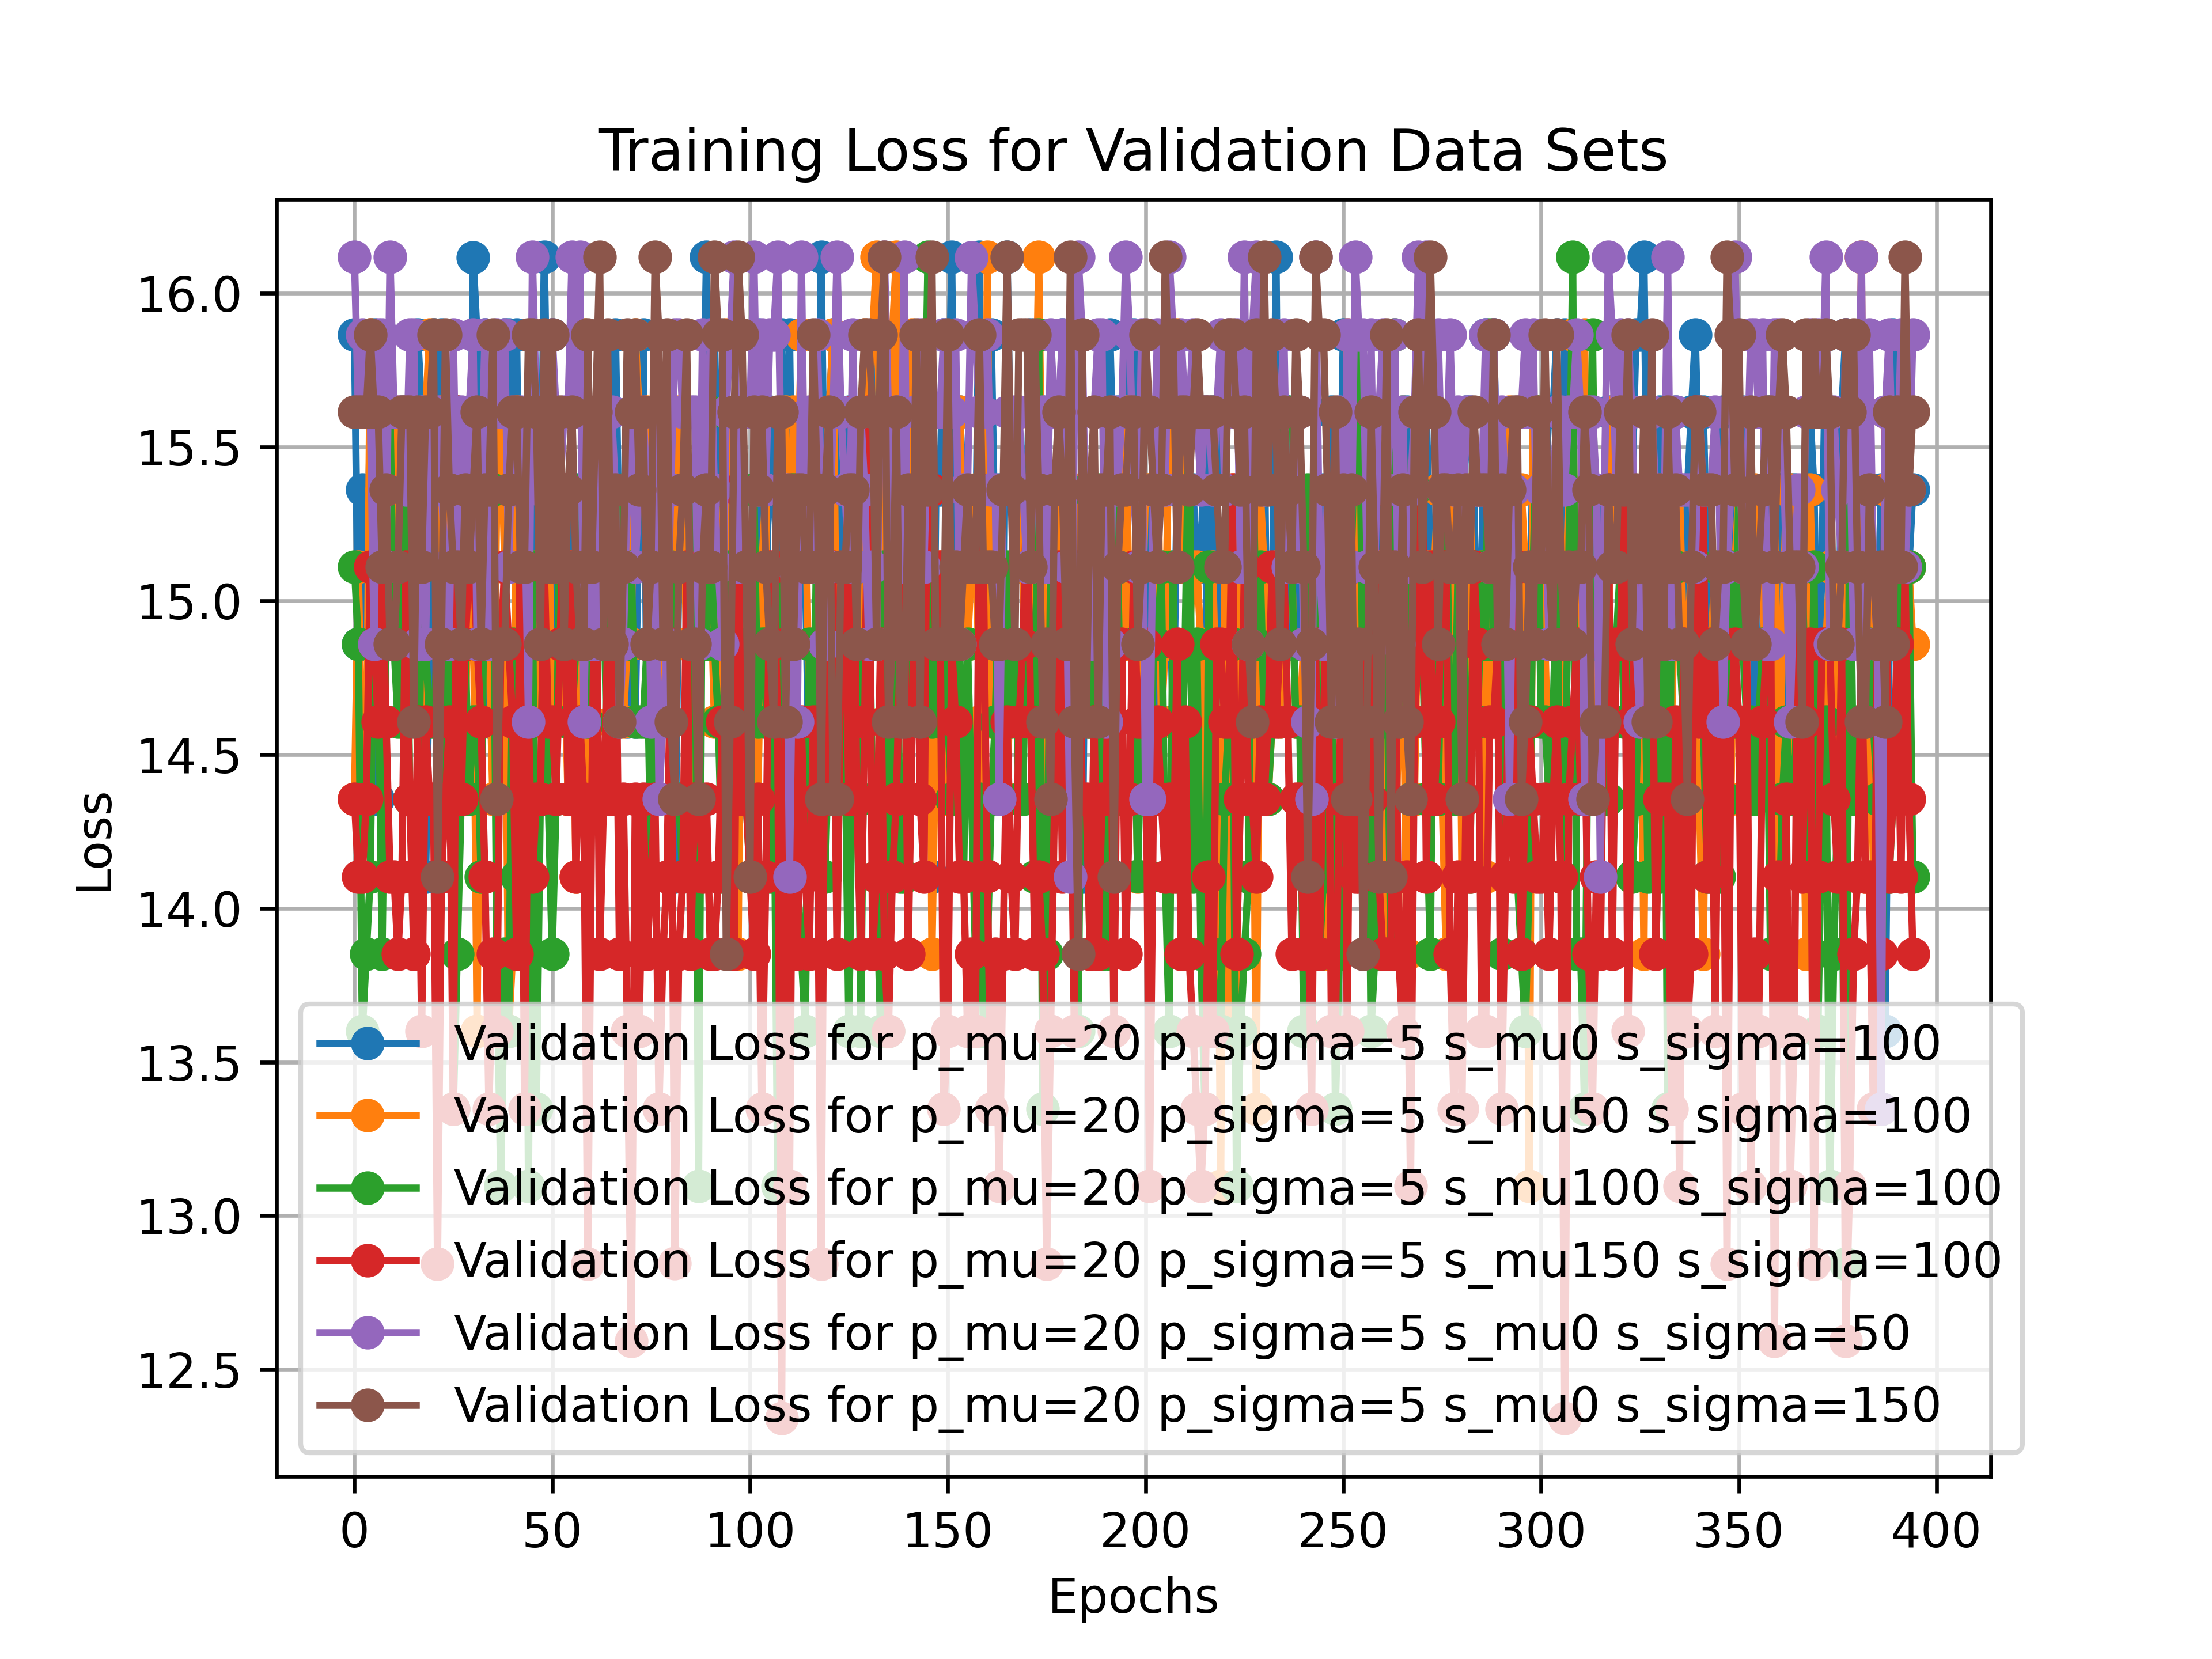 Training Loss for Validation Data Sets
16.0
15.5
15.0
14.5
14.0
13.5
13.0
12.5
Loss
Validation Loss for p_mu=20 p_sigma=5 s_mu0 s_sigma=100
Validation Loss for p_mu=20 p_sigma=5 s_mu50 s_sigma=100
Validation Loss for p_mu=20 p_sigma=5 s_mu100 s_sigma=100
Validation Loss for p_mu=20 p_sigma=5 s_mu150 s_sigma=100
Validation Loss for p_mu=20 p_sigma=5 s_mu0 s_sigma=50
Validation Loss for p_mu=20 p_sigma=5 s_mu0 s_sigma=150
0 50 100 150 200 250 300 350 400
Epochs